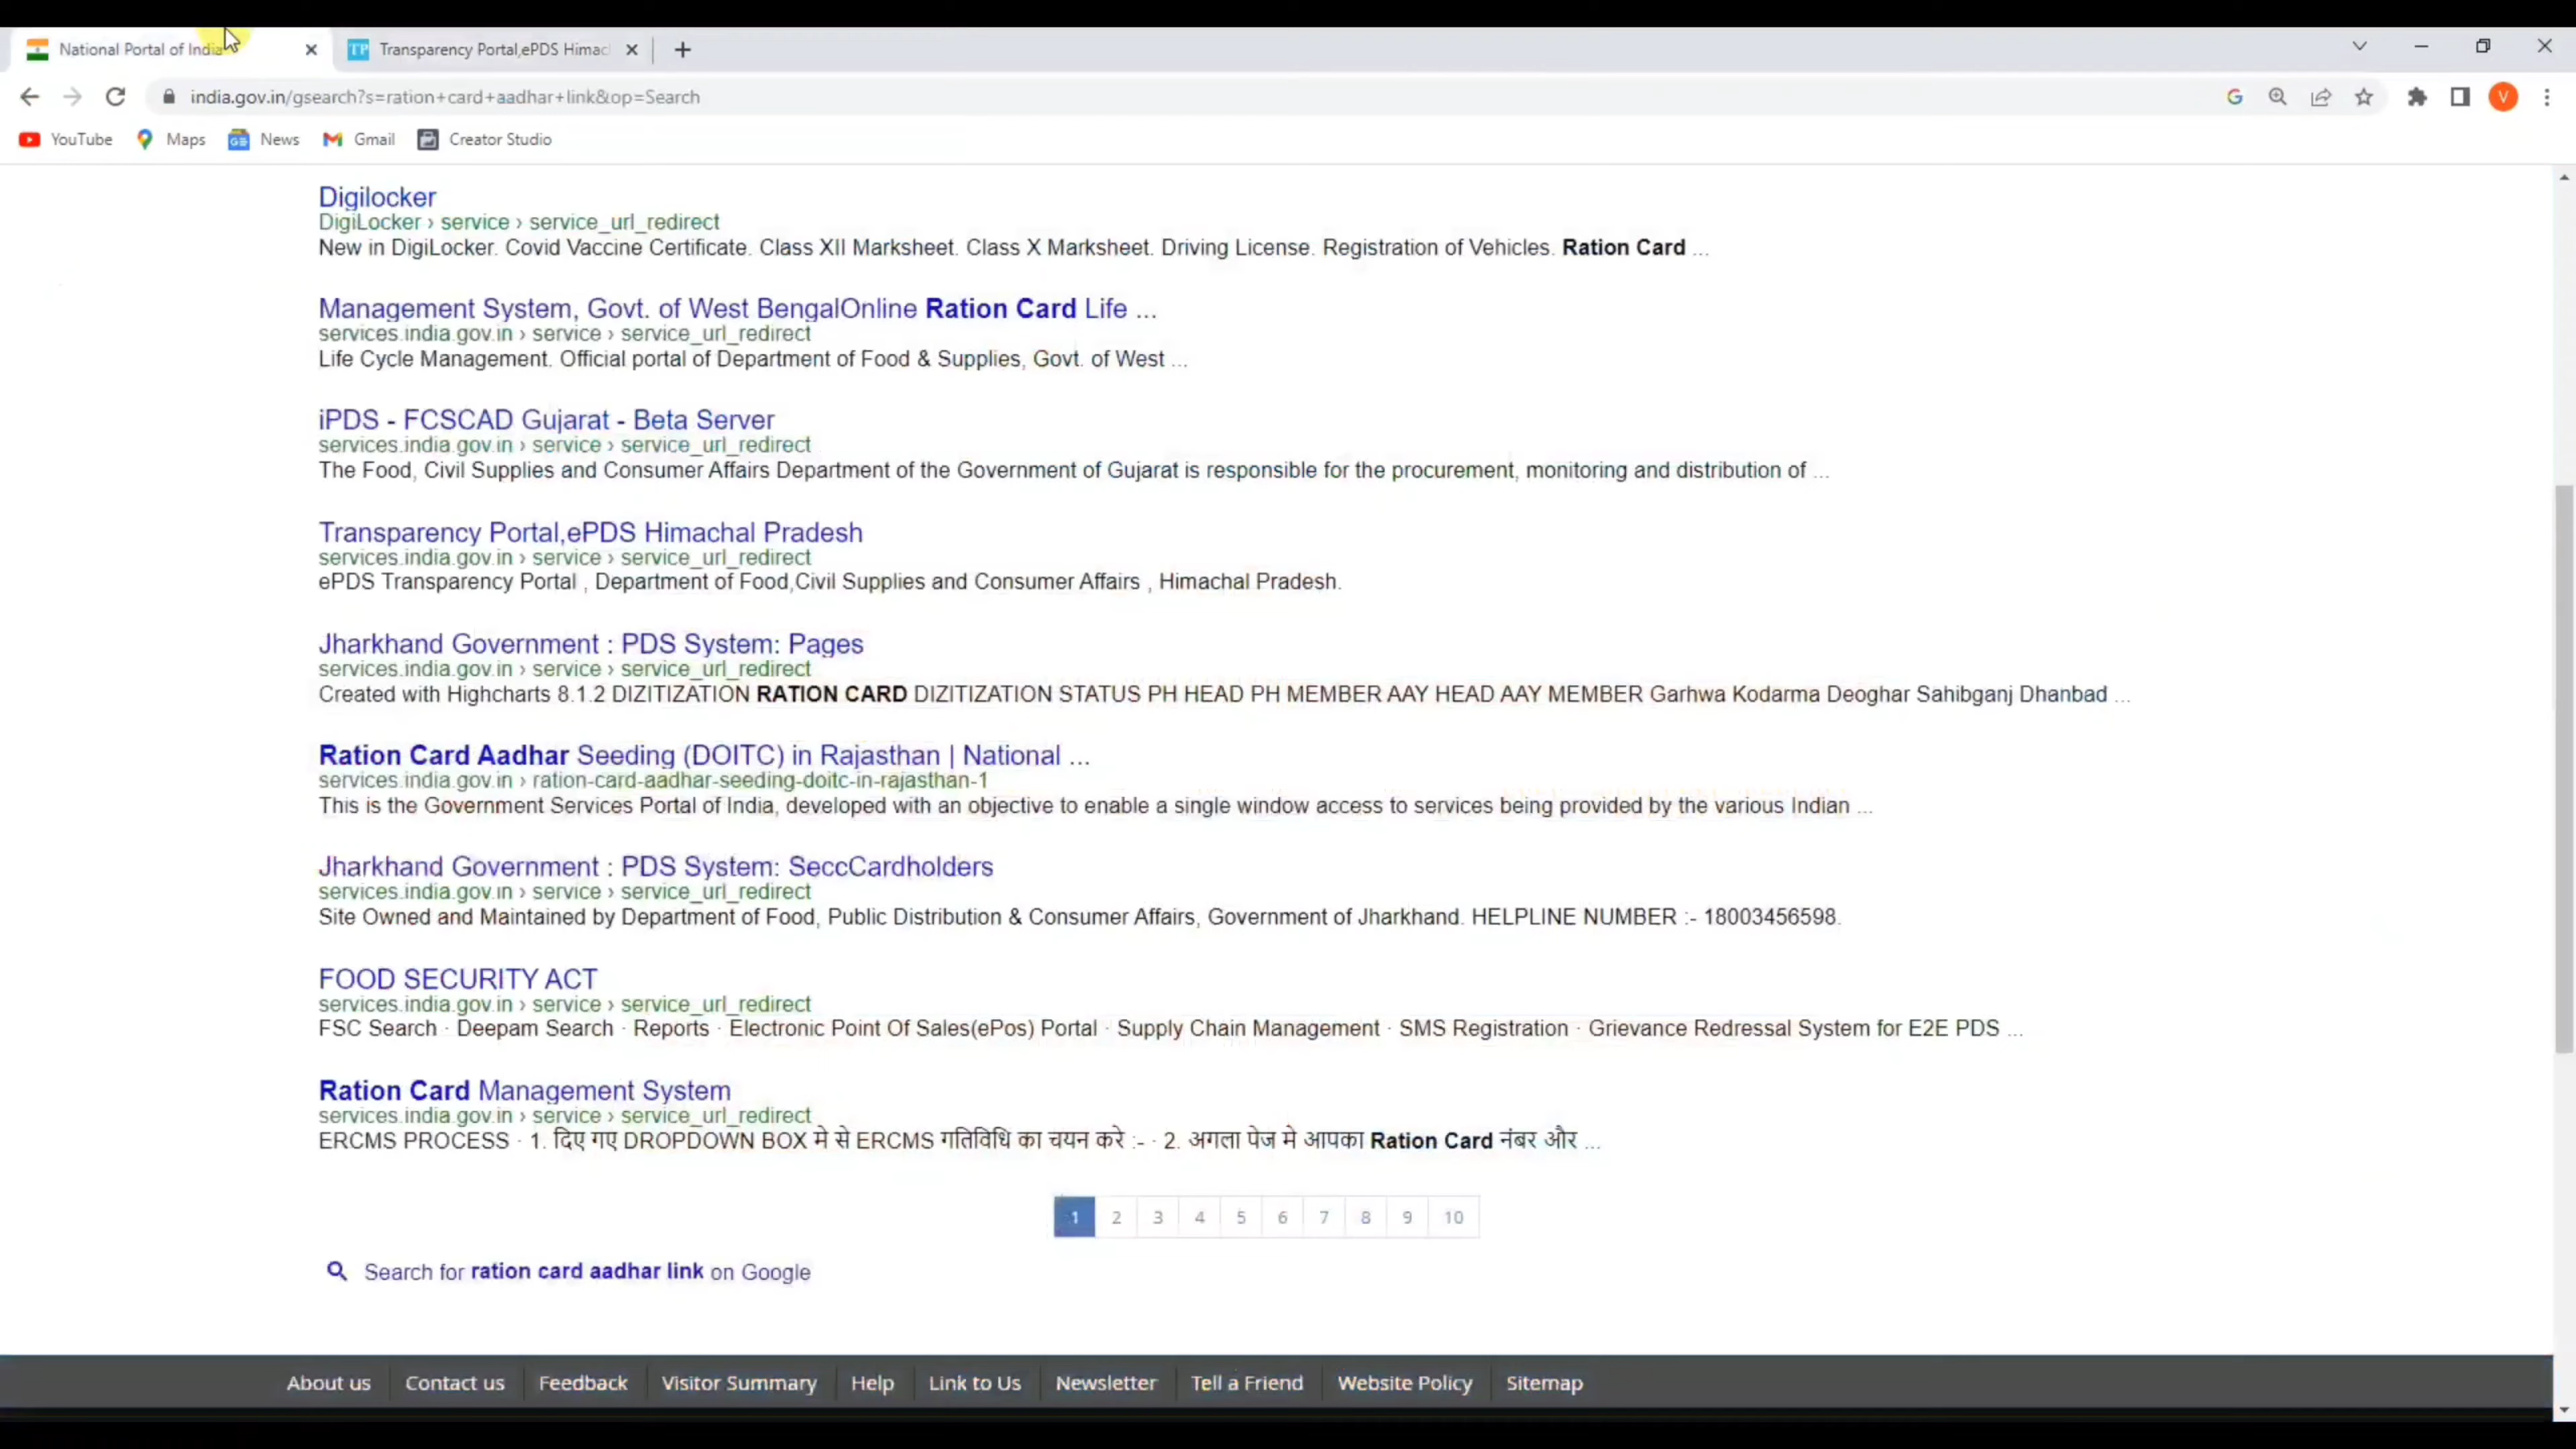 National Portal of India
Transparency Portal,ePDS Himac
india.gov.in/gsearch?s=ration+card+aadhar+link&op=Search
V
YouTube
Maps
News
Gmail
Creator Studio
Digilocker
DigiLocker › service › service_url_redirect
New in DigiLocker. Covid Vaccine Certificate. Class XII Marksheet. Class X Marksheet. Driving License. Registration of Vehicles. Ration Card ...
Management System, Govt. of West BengalOnline Ration Card Life ...
services.india.gov.in › service › service_url_redirect
Life Cycle Management. Official portal of Department of Food & Supplies, Govt. of West ...
iPDS - FCSCAD Gujarat - Beta Server
services.india.gov.in › service › service_url_redirect
The Food, Civil Supplies and Consumer Affairs Department of the Government of Gujarat is responsible for the procurement, monitoring and distribution of ...
Transparency Portal,ePDS Himachal Pradesh
services.india.gov.in › service › service_url_redirect
ePDS Transparency Portal , Department of Food,Civil Supplies and Consumer Affairs , Himachal Pradesh.
Jharkhand Government : PDS System: Pages
services.india.gov.in › service › service_url_redirect
Created with Highcharts 8.1.2 DIZITIZATION RATION CARD DIZITIZATION STATUS PH HEAD PH MEMBER AAY HEAD AAY MEMBER Garhwa Kodarma Deoghar Sahibganj Dhanbad ...
Ration Card Aadhar Seeding (DOITC) in Rajasthan | National ...
services.india.gov.in › ration-card-aadhar-seeding-doitc-in-rajasthan-1
This is the Government Services Portal of India, developed with an objective to enable a single window access to services being provided by the various Indian ...
Jharkhand Government : PDS System: SeccCardholders
services.india.gov.in › service › service_url_redirect
Site Owned and Maintained by Department of Food, Public Distribution & Consumer Affairs, Government of Jharkhand. HELPLINE NUMBER :- 18003456598.
FOOD SECURITY ACT
services.india.gov.in › service › service_url_redirect
FSC Search · Deepam Search · Reports · Electronic Point Of Sales(ePos) Portal · Supply Chain Management · SMS Registration · Grievance Redressal System for E2E PDS ...
Ration Card Management System
services.india.gov.in › service › service_url_redirect
ERCMS PROCESS · 1. दिए गए DROPDOWN BOX मे से ERCMS गतिविधि का चयन करे :- · 2. अगला पेज मे आपका Ration Card नंबर और ...
1 2 3 4 5 6 7 8 9 10
Search for ration card aadhar link on Google
About us
Contact us
Feedback
Visitor Summary
Help
Link to Us
Newsletter
Tell a Friend
Website Policy
Sitemap